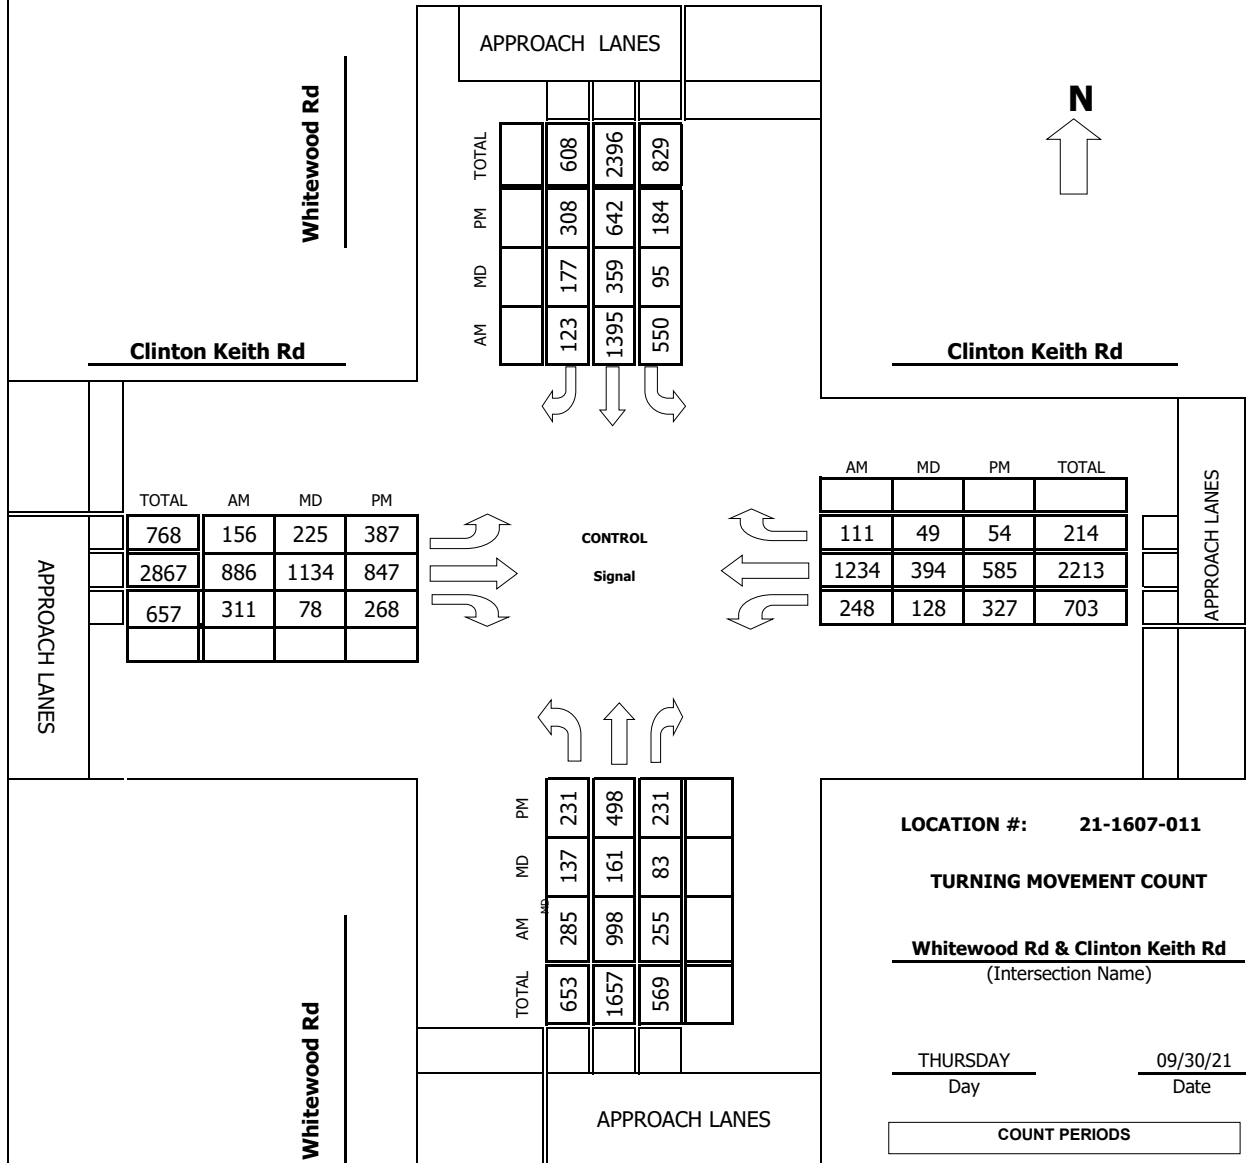 APPROACH LANES
N
Whitewood Rd
TOTAL 608 2396 829
PM 308 642 184
MD 177 359 95
AM 123 1395 550
Clinton Keith Rd
Clinton Keith Rd
TOTAL AM MD PM
768 156 225 387
2867 886 1134 847
657 311 78 268
APPROACH LANES
CONTROL
Signal
AM MD PM TOTAL
111 49 54 214
1234 394 585 2213
248 128 327 703
APPROACH LANES
PM 231 498 231
MD 137 161 83
MD
AM 285 998 255
TOTAL 653 1657 569
Whitewood Rd
APPROACH LANES
LOCATION #: 21-1607-011
TURNING MOVEMENT COUNT
Whitewood Rd & Clinton Keith Rd
(Intersection Name)
THURSDAY 09/30/21
Day Date
COUNT PERIODS